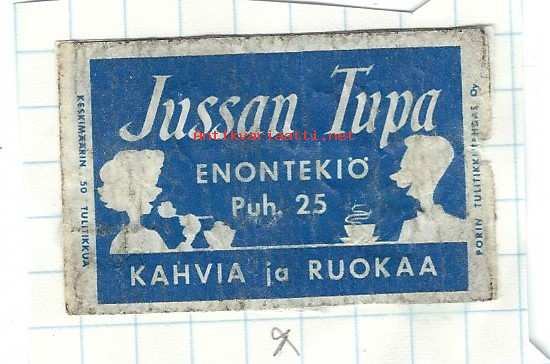 Jussan Tupa
Antikvariaatti.net
ENONTEKIÖ
Puh. 25
KAHVIA ja RUOKAA
KESKIMÄÄRIN 50 TULITIKKUA
PORIN TULITIKKUTEHDAS Oy.
x